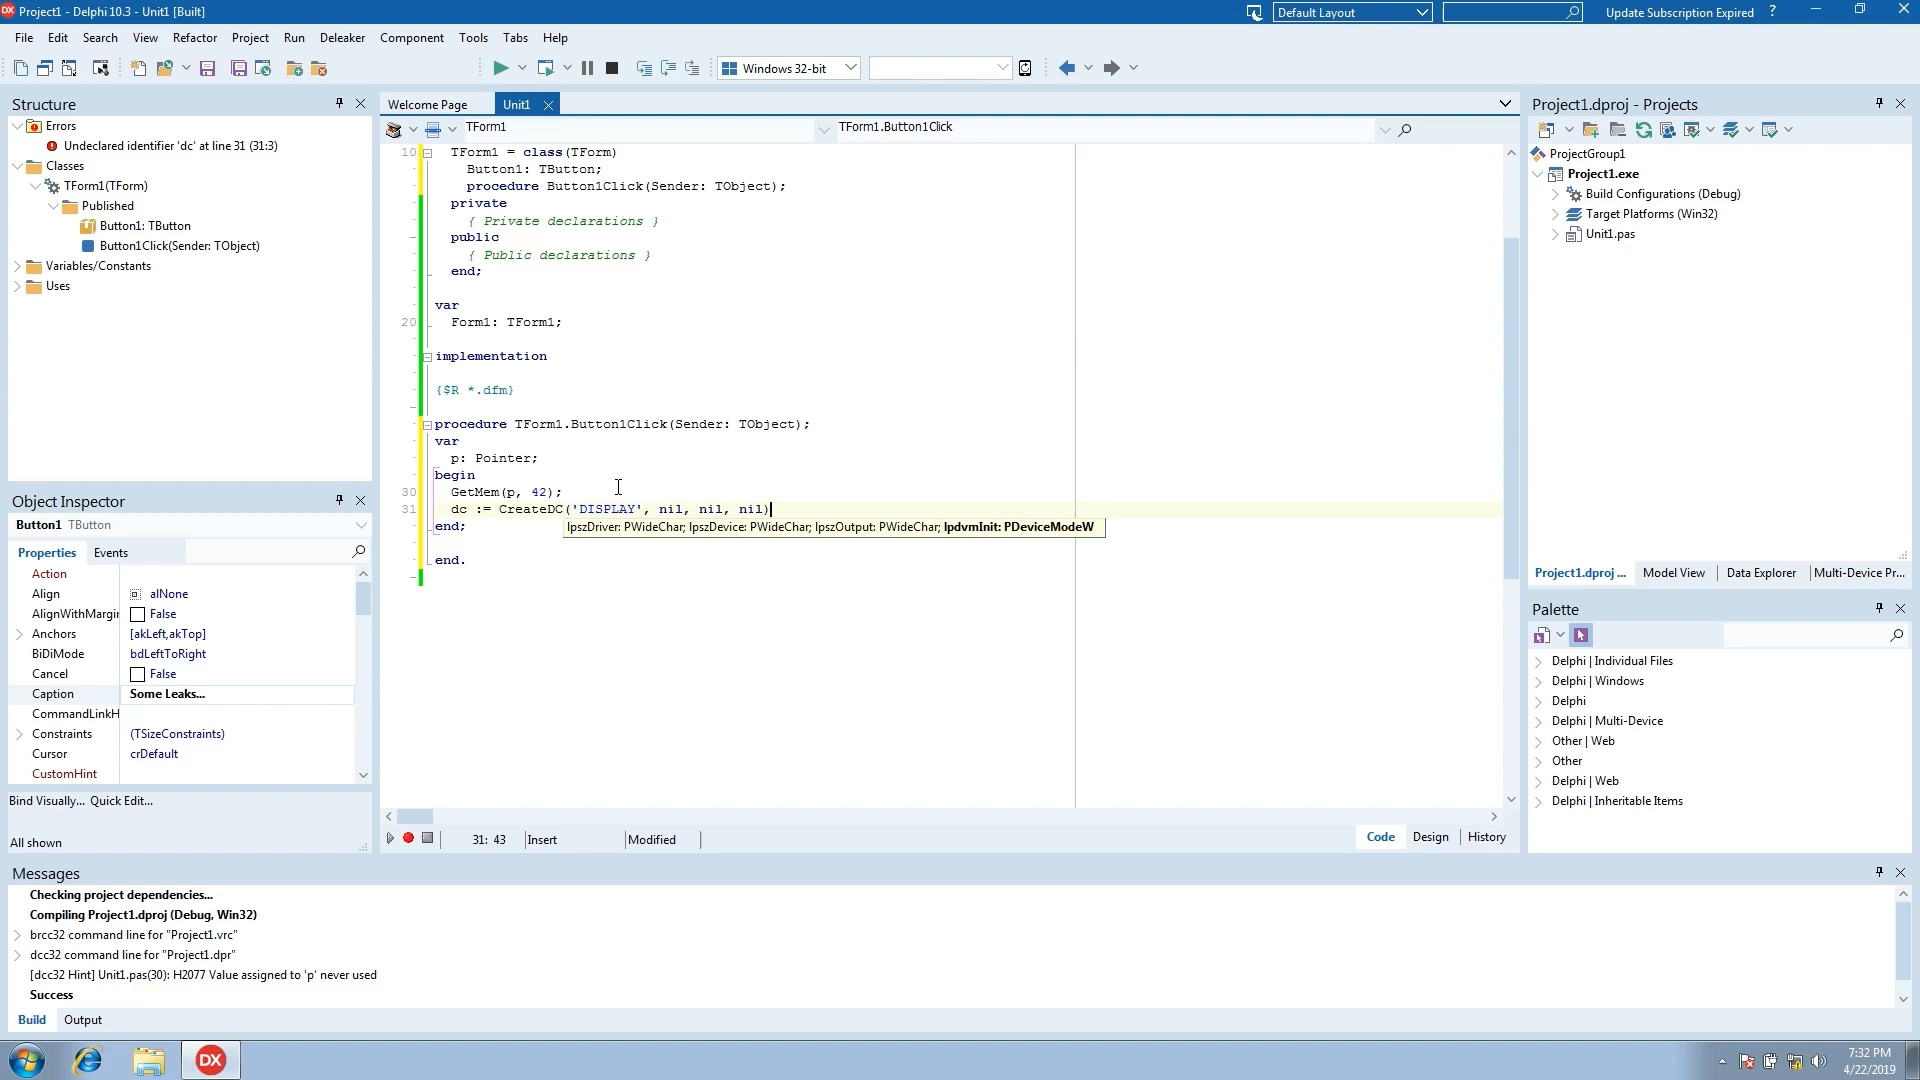 Project1 - Delphi 10.3 - Unit1 [Built]
Default Layout
Update Subscription Expired
?
File Edit Search View Refactor Project Run Deleaker Component Tools Tabs Help
Windows 32-bit
Structure
Errors
Undeclared identifier 'dc' at line 31 (31:3)
Classes
TForm1(TForm)
Published
Button1: TButton
Button1Click(Sender: TObject)
Variables/Constants
Uses
Object Inspector
Button1 TButton
Properties Events
Action
Align alNone
AlignWithMargin False
Anchors [akLeft,akTop]
BiDiMode bdLeftToRight
Cancel False
Caption Some Leaks...
CommandLinkH
Constraints (TSizeConstraints)
Cursor crDefault
CustomHint
Bind Visually... Quick Edit...
All shown
Welcome Page Unit1
TForm1 TForm1.Button1Click
10 TForm1 = class(TForm)
Button1: TButton;
procedure Button1Click(Sender: TObject);
private
{ Private declarations }
public
{ Public declarations }
end;
var
20 Form1: TForm1;
implementation
{$R *.dfm}
procedure TForm1.Button1Click(Sender: TObject);
var
p: Pointer;
begin
30 GetMem(p, 42);
31 dc := CreateDC('DISPLAY', nil, nil, nil)
end;
lpszDriver: PWideChar; lpszDevice: PWideChar; lpszOutput: PWideChar; lpdvmInit: PDeviceModeW
end.
31: 43 Insert Modified
Code Design History
Project1.dproj - Projects
ProjectGroup1
Project1.exe
Build Configurations (Debug)
Target Platforms (Win32)
Unit1.pas
Project1.dproj ... Model View Data Explorer Multi-Device Pr...
Palette
Delphi | Individual Files
Delphi | Windows
Delphi
Delphi | Multi-Device
Other | Web
Other
Delphi | Web
Delphi | Inheritable Items
Messages
Checking project dependencies...
Compiling Project1.dproj (Debug, Win32)
brcc32 command line for "Project1.vrc"
dcc32 command line for "Project1.dpr"
[dcc32 Hint] Unit1.pas(30): H2077 Value assigned to 'p' never used
Success
Build Output
DX
7:32 PM
4/22/2019